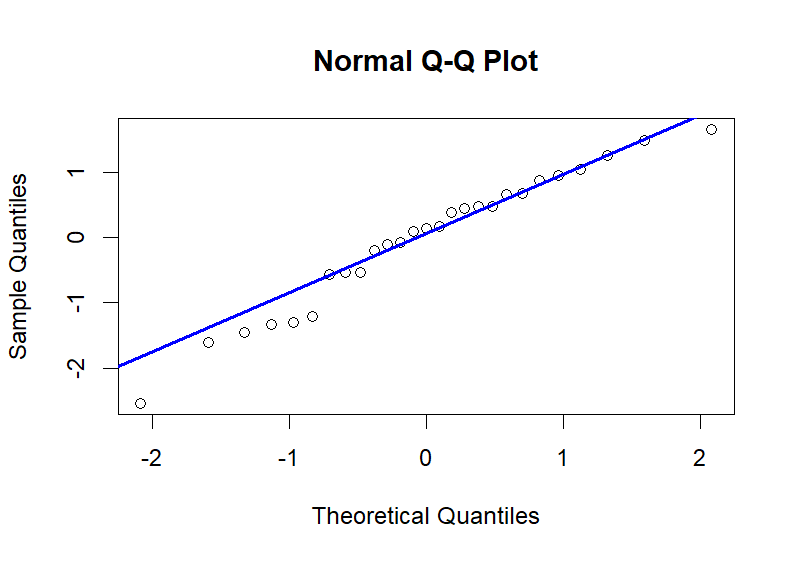 Normal Q-Q Plot
Sample Quantiles
1
0
-1
-2
-2 -1 0 1 2
Theoretical Quantiles